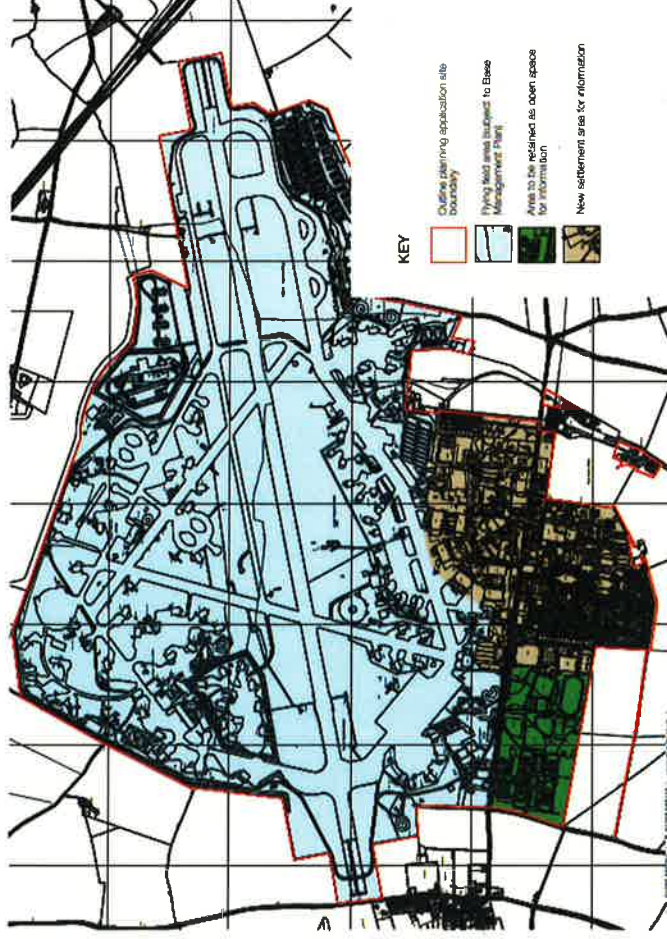 KEY
Outline planning application site
boundary
Flying field area (subject to Base
Management Plan)
Area to be retained as open space
for information
New settlement area for information